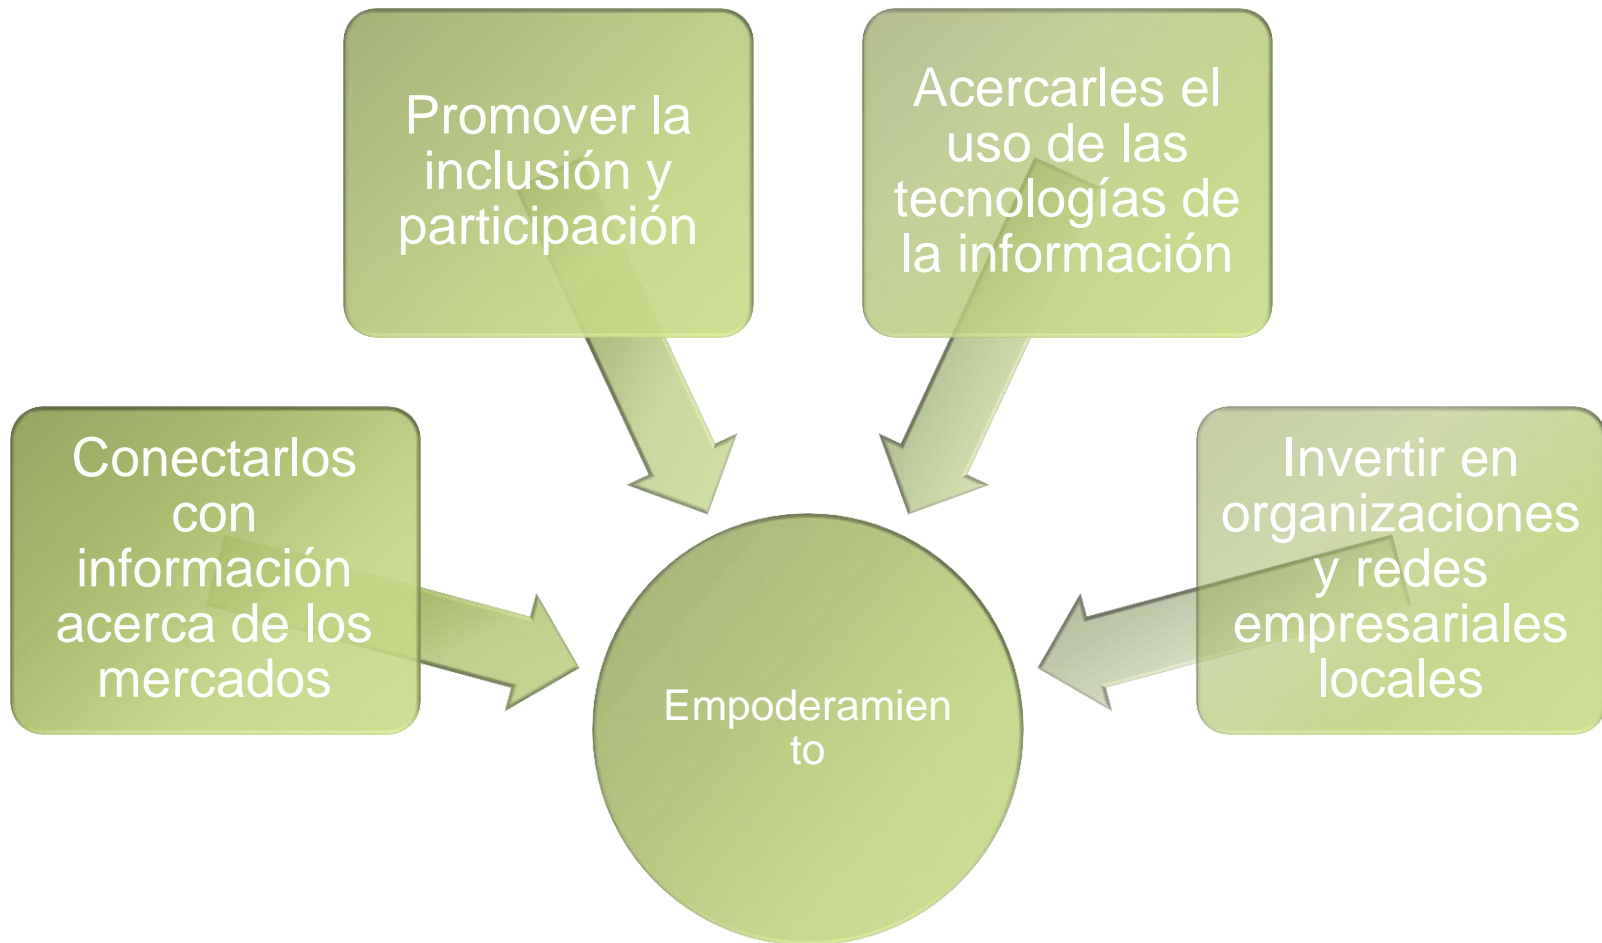 Promover la
inclusión y
participación
Acercarles el
uso de las
tecnologías de
la información
Conectarlos
con
información
acerca de los
mercados
Invertir en
organizaciones
y redes
empresariales
locales
Empoderamien
to